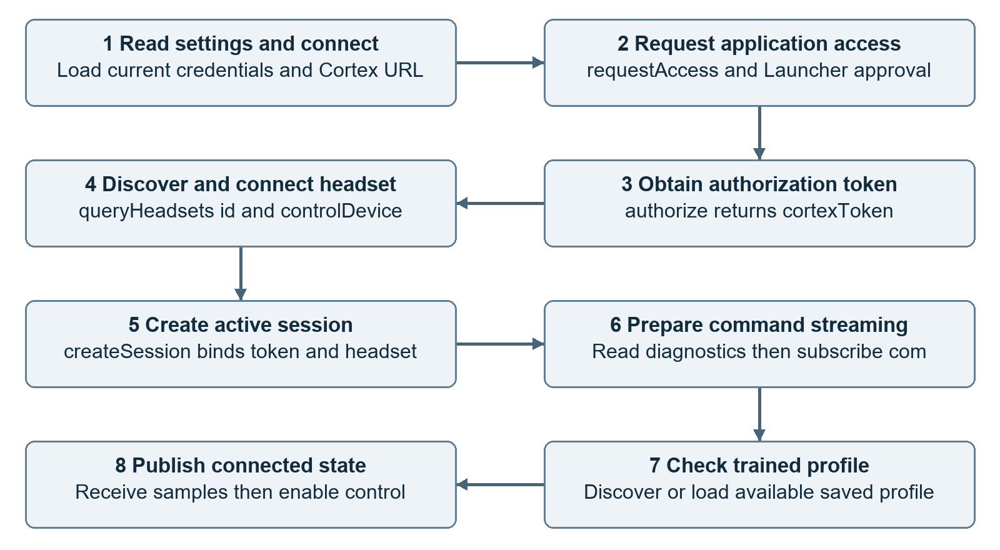 1 Read settings and connect
Load current credentials and Cortex URL
2 Request application access
requestAccess and Launcher approval
3 Obtain authorization token
authorize returns cortexToken
4 Discover and connect headset
queryHeadsets id and controlDevice
5 Create active session
createSession binds token and headset
6 Prepare command streaming
Read diagnostics then subscribe com
7 Check trained profile
Discover or load available saved profile
8 Publish connected state
Receive samples then enable control